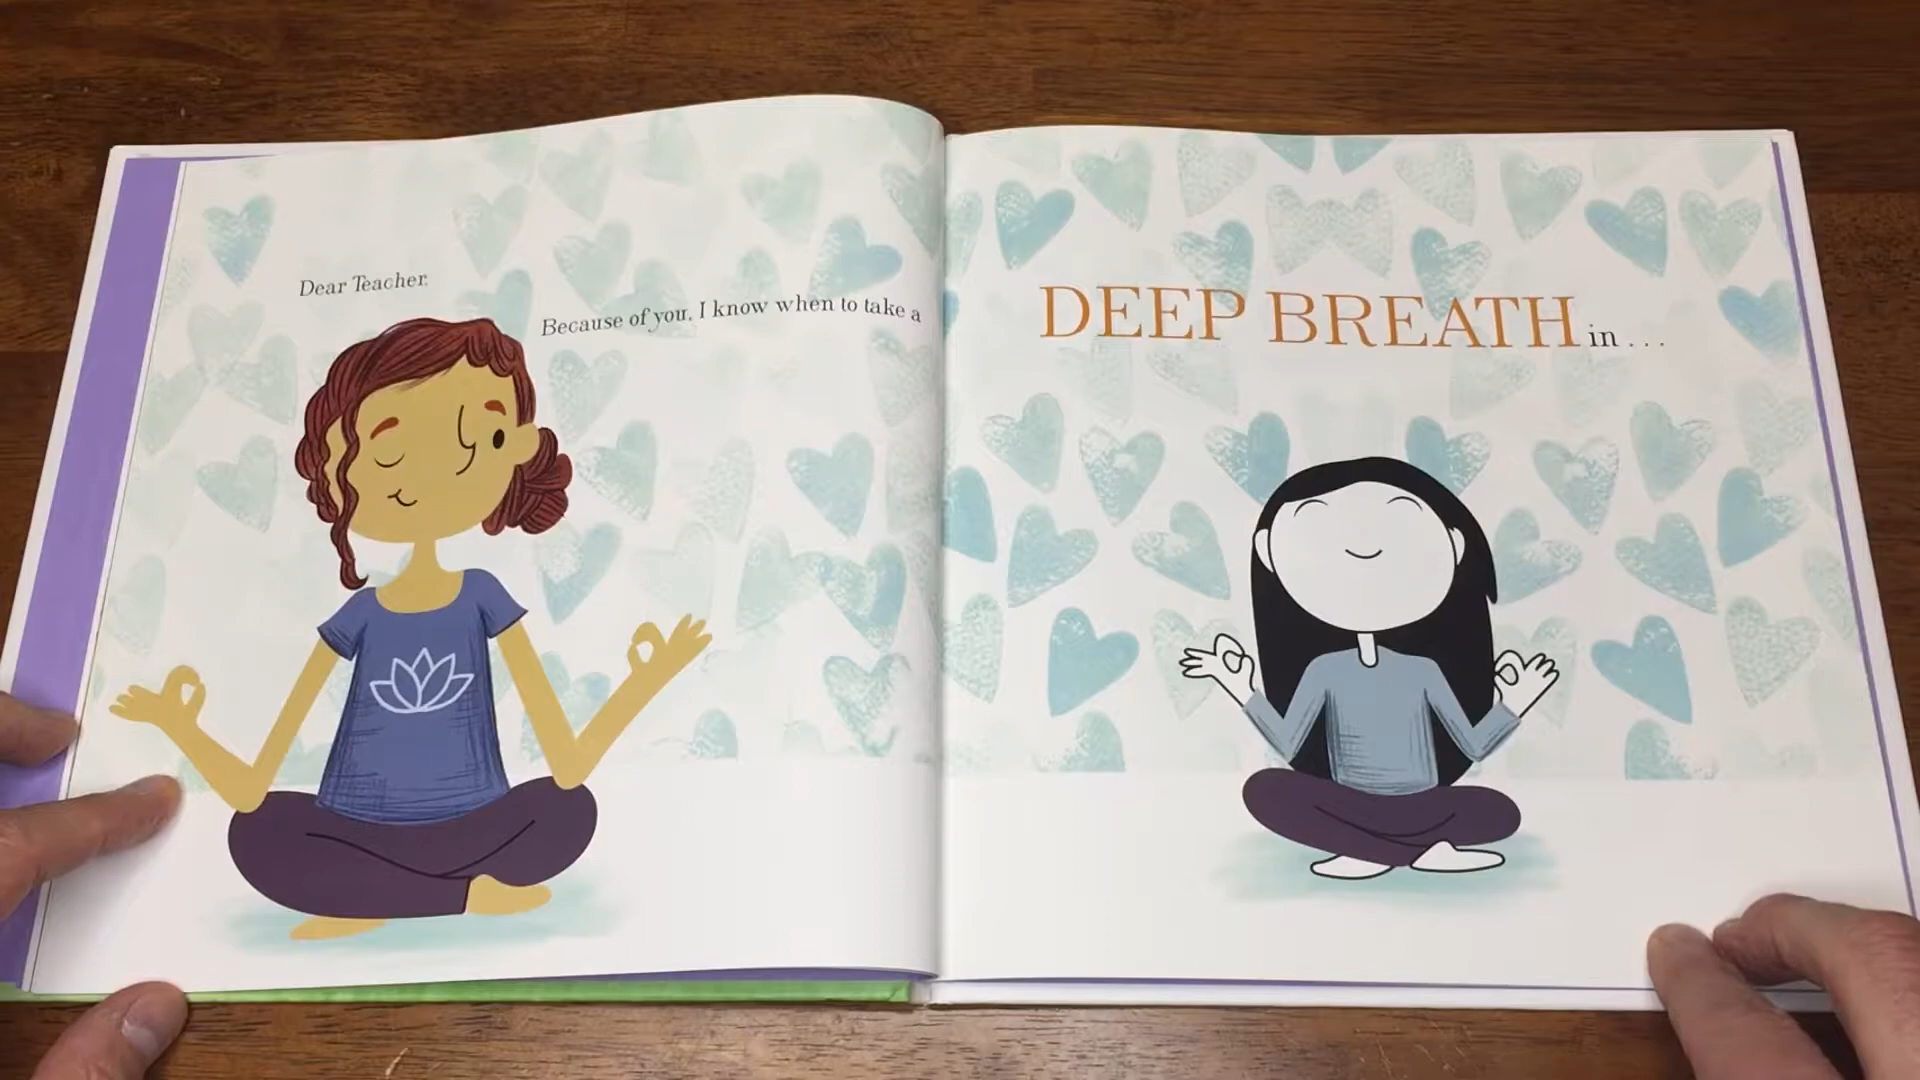 Dear Teacher,
Because of you, I know when to take a
DEEP BREATH in . . .